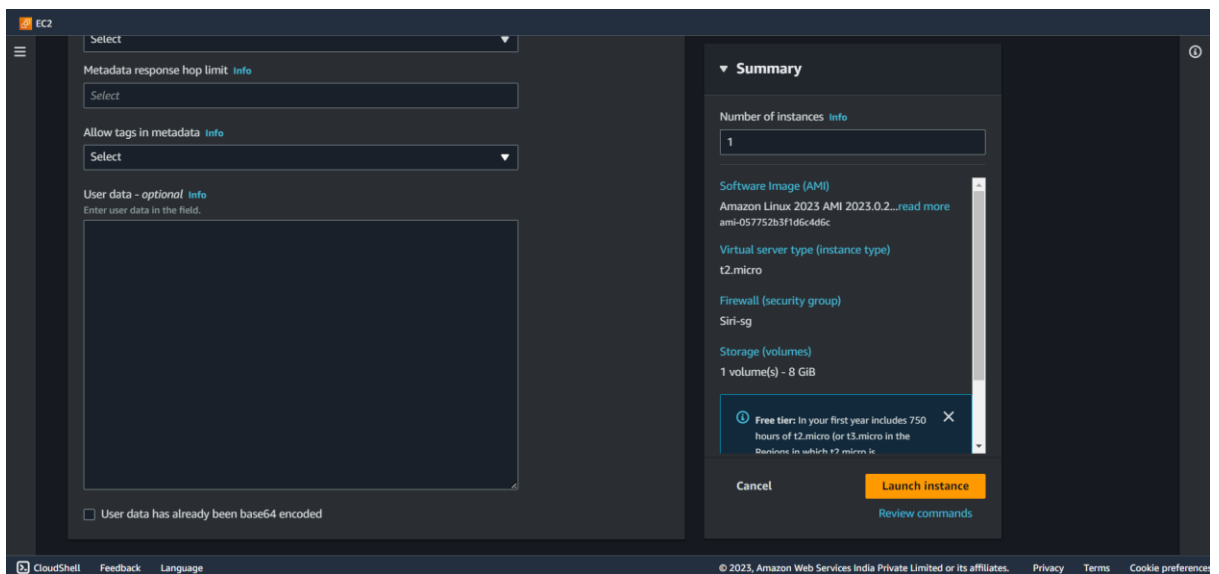 EC2
Select
Metadata response hop limit Info
Select
Allow tags in metadata Info
Select
User data - optional Info
Enter user data in the field.
User data has already been base64 encoded
Summary
Number of instances Info
1
Software Image (AMI)
Amazon Linux 2023 AMI 2023.0.2...read more
ami-057752b3f1d6c4d6c
Virtual server type (instance type)
t2.micro
Firewall (security group)
Siri-sg
Storage (volumes)
1 volume(s) - 8 GiB
Free tier: In your first year includes 750
hours of t2.micro (or t3.micro in the
Regions in which t2.micro is
Cancel
Launch instance
Review commands
CloudShell Feedback Language
© 2023, Amazon Web Services India Private Limited or its affiliates. Privacy Terms Cookie preferences